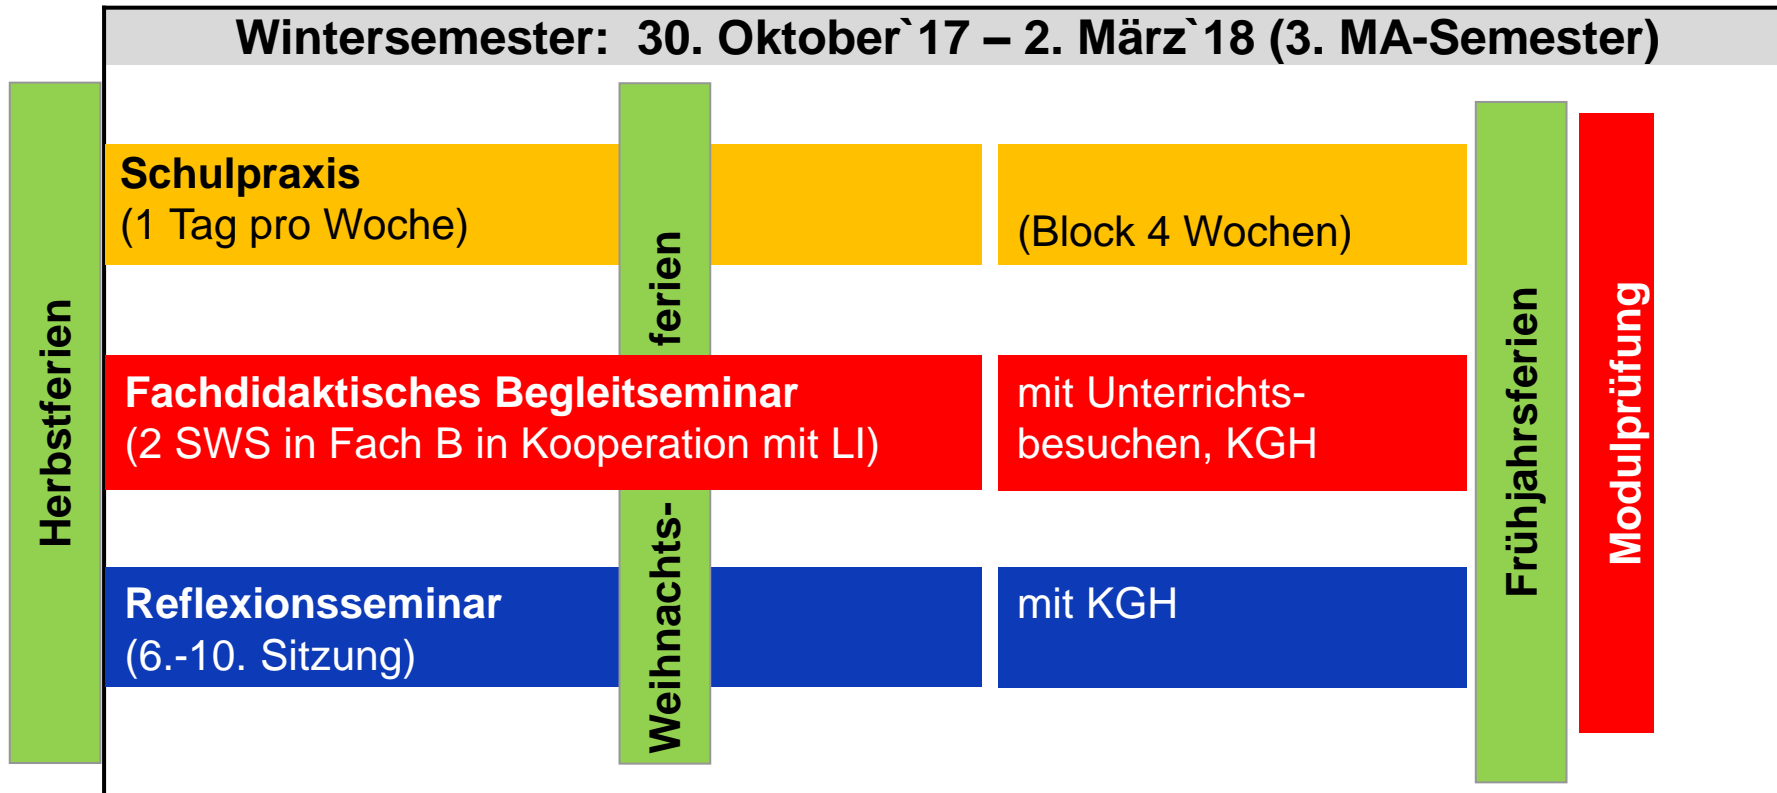 Wintersemester:  30. Oktober`17 – 2. März`18 (3. MA-Semester)
Herbstferien
Schulpraxis
(1 Tag pro Woche)
(Block 4 Wochen)
Fachdidaktisches Begleitseminar
(2 SWS in Fach B in Kooperation mit LI)
mit Unterrichts-
besuchen, KGH
Reflexionsseminar
(6.-10. Sitzung)
mit KGH
Weihnachts- ferien
Frühjahrsferien
Modulprüfung